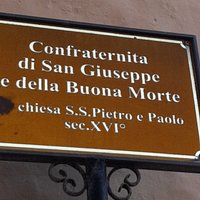 Confraternita
di San Giuseppe
e della Buona Morte
chiesa S.S.Pietro e Paolo
sec.XVI°